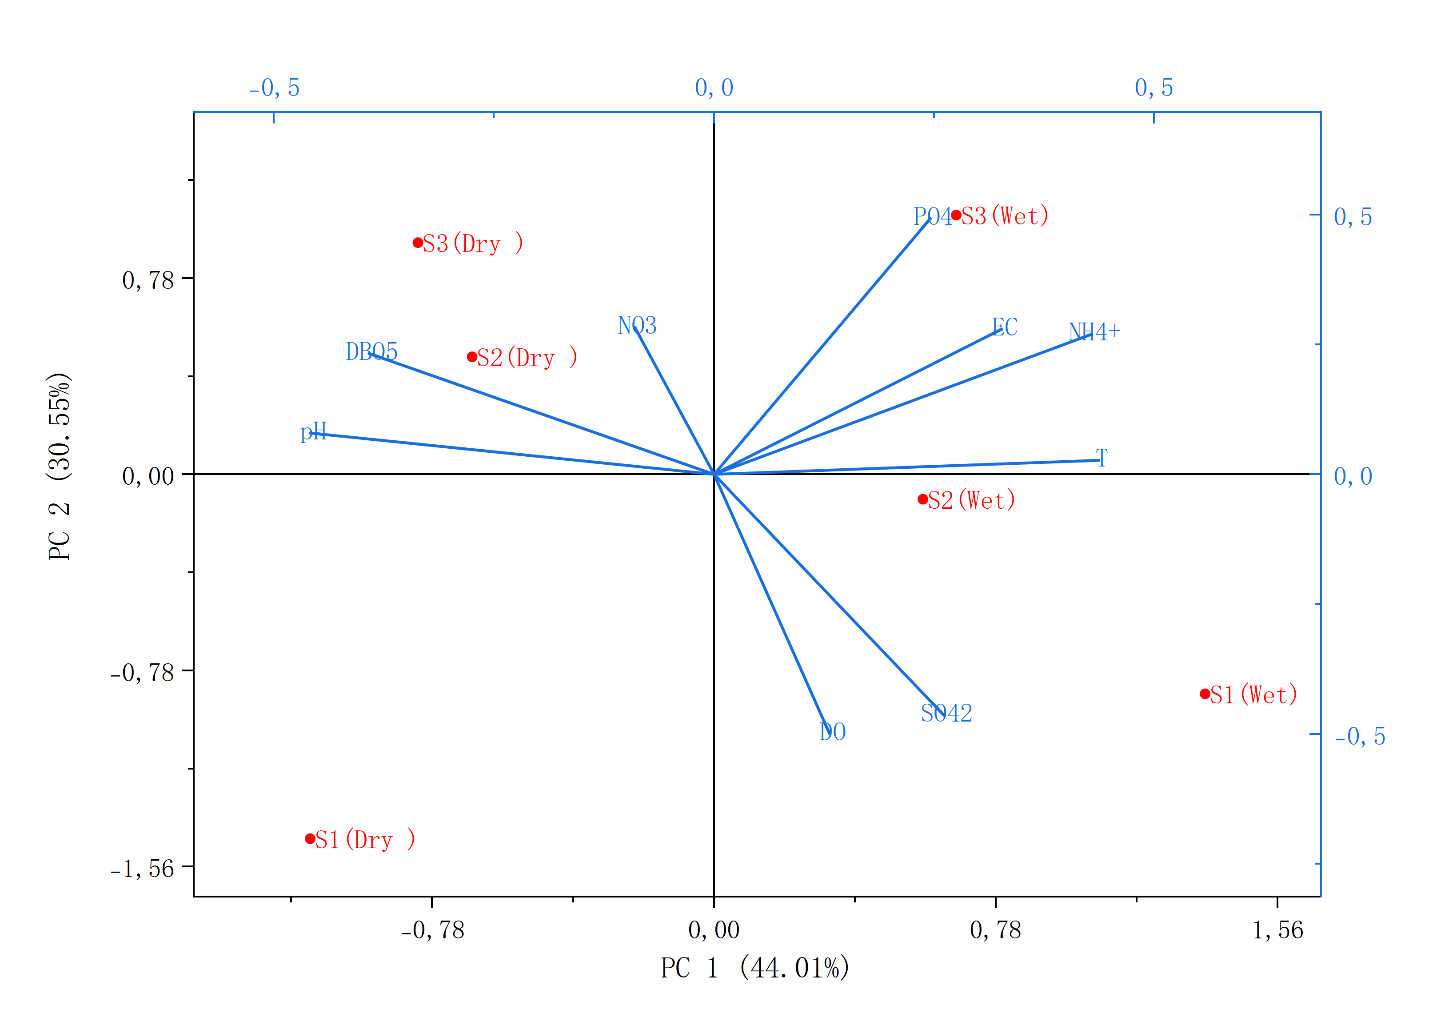 -0,5 0,0 0,5
PO4 S3(Wet) 0,5
S3(Dry )
0,78
NO3 EC NH4+
DBO5 S2(Dry )
pH
T
PC 2 (30.55%)
0,00 0,0
S2(Wet)
-0,78
S1(Wet)
SO42
DO -0,5
S1(Dry )
-1,56
-0,78 0,00 0,78 1,56
PC 1 (44.01%)